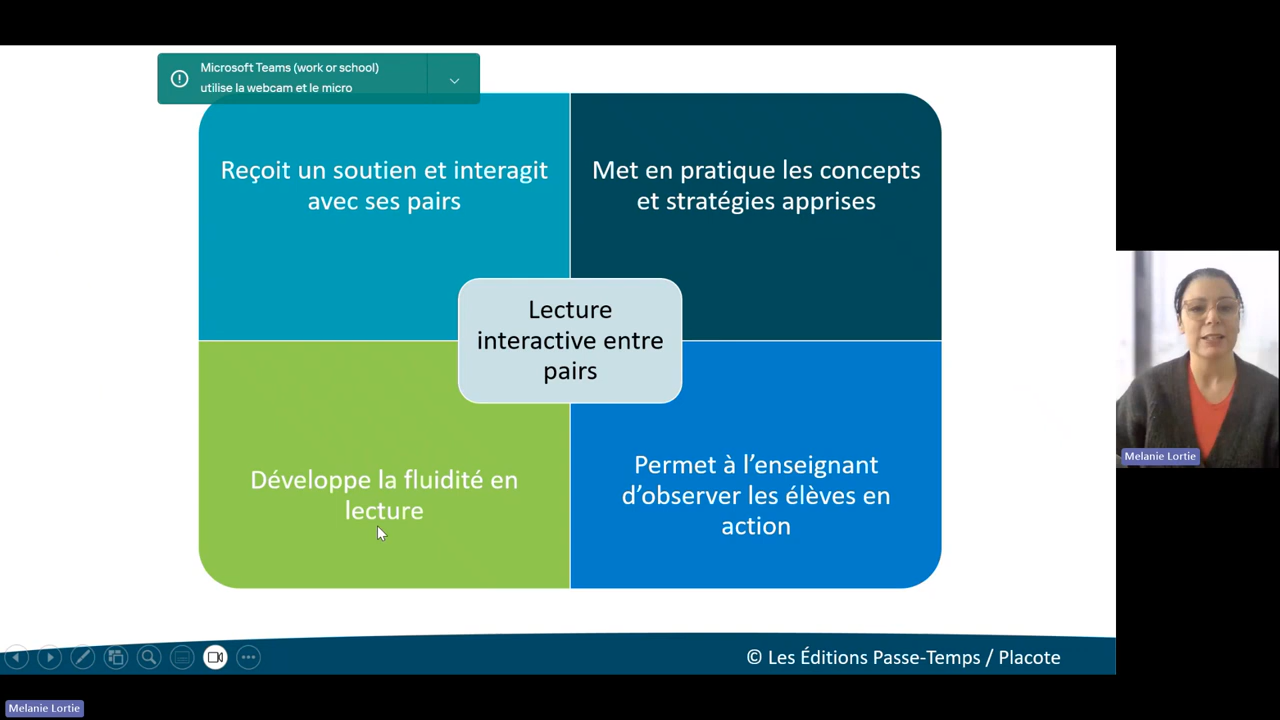 Microsoft Teams (work or school)
utilise la webcam et le micro
Reçoit un soutien et interagit
avec ses pairs
Met en pratique les concepts
et stratégies apprises
Lecture
interactive entre
pairs
Développe la fluidité en
lecture
Permet à l’enseignant
d’observer les élèves en
action
Melanie Lortie
© Les Éditions Passe-Temps / Placote
Melanie Lortie